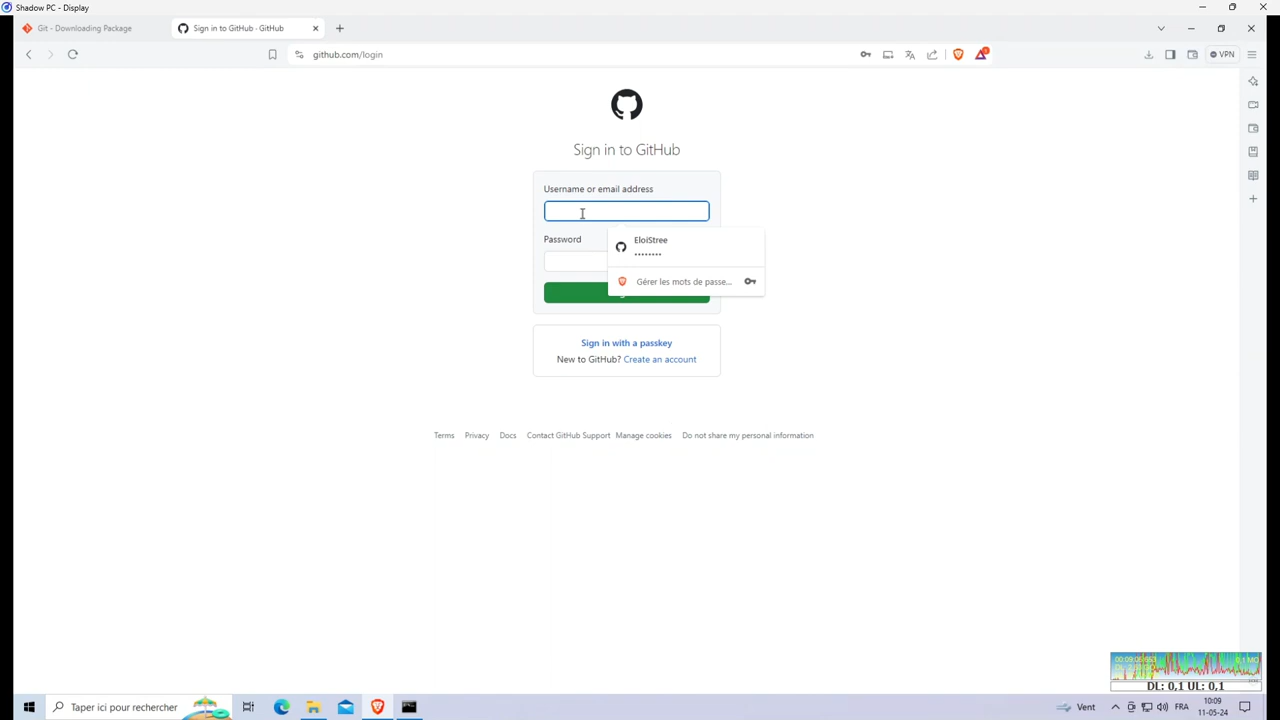 Shadow PC - Display
Git - Downloading Package
Sign in to GitHub · GitHub
github.com/login
VPN
Sign in to GitHub
Username or email address
EloiStree
Password
••••••••
Gérer les mots de passe...
Sign in with a passkey
New to GitHub? Create an account
Terms Privacy Docs Contact GitHub Support Manage cookies Do not share my personal information
DL: 0,1 UL: 0,1
Taper ici pour rechercher
Vent
FRA
10:09
11-05-24